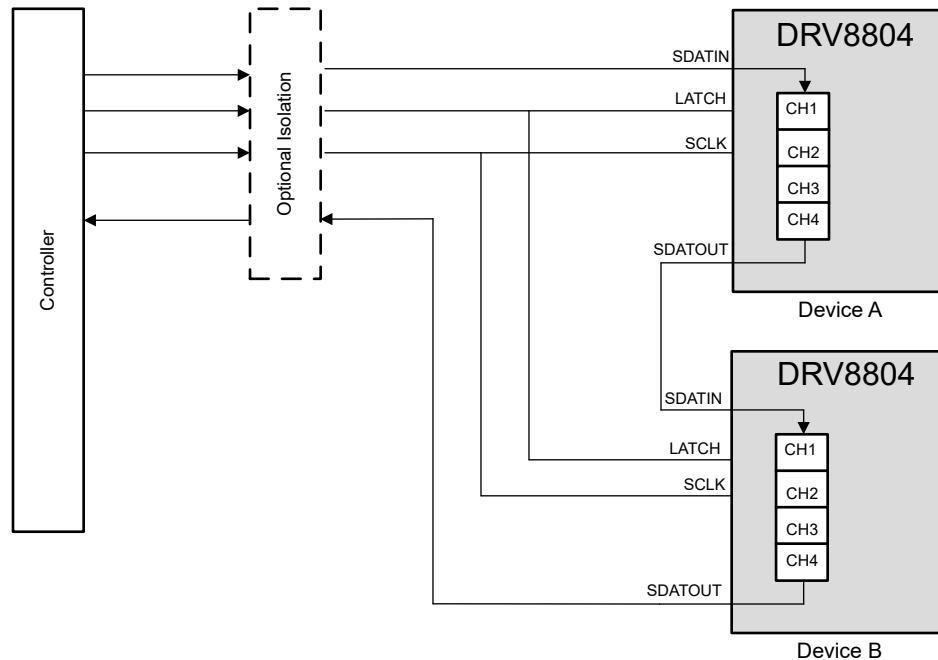 Controller
Optional Isolation
DRV8804
SDATIN
LATCH
SCLK
CH1
CH2
CH3
CH4
SDATOUT
Device A
DRV8804
SDATIN
LATCH
SCLK
CH1
CH2
CH3
CH4
SDATOUT
Device B